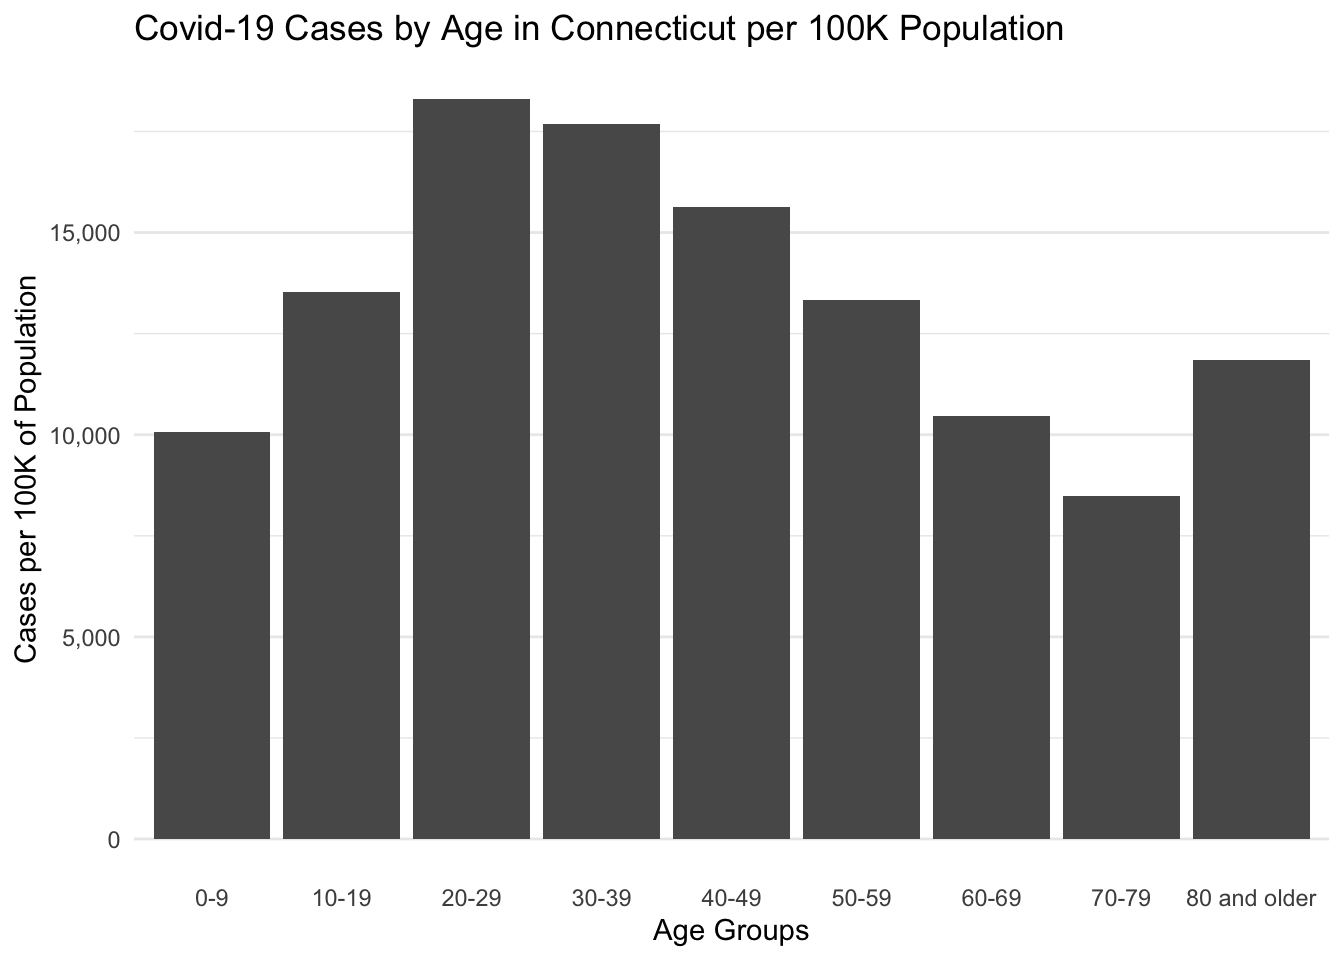 Covid-19 Cases by Age in Connecticut per 100K Population
Cases per 100K of Population
15,000
10,000
5,000
0
0-9 10-19 20-29 30-39 40-49 50-59 60-69 70-79 80 and older
Age Groups